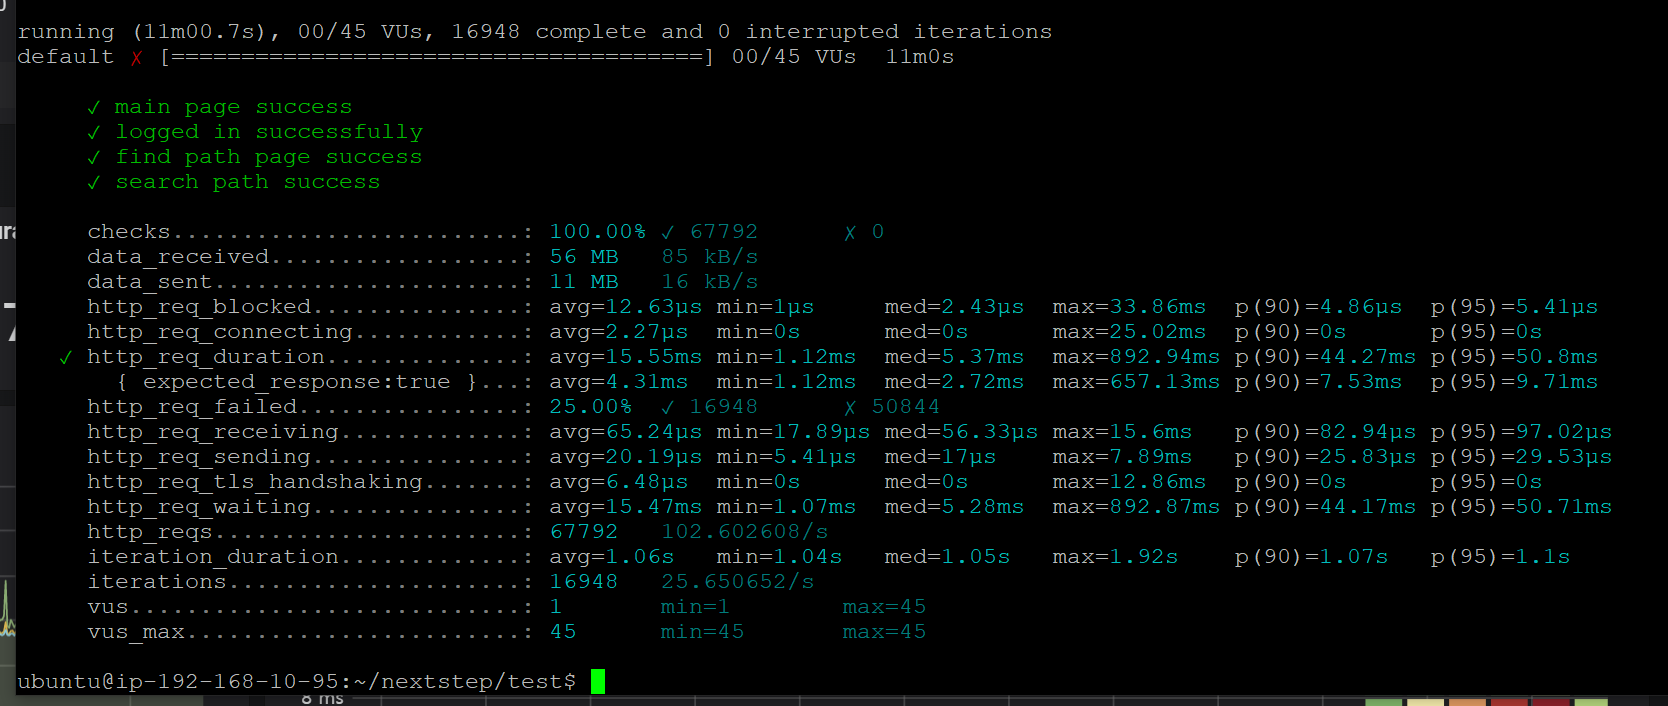 running (11m00.7s), 00/45 VUs, 16948 complete and 0 interrupted iterations
default ✗ [======================================] 00/45 VUs  11m0s
✓ main page success
✓ logged in successfully
✓ find path page success
✓ search path success
checks.........................: 100.00% ✓ 67792      ✗ 0
data_received..................: 56 MB   85 kB/s
data_sent......................: 11 MB   16 kB/s
http_req_blocked...............: avg=12.63µs min=1µs     med=2.43µs  max=33.86ms  p(90)=4.86µs  p(95)=5.41µs
http_req_connecting............: avg=2.27µs  min=0s      med=0s      max=25.02ms  p(90)=0s      p(95)=0s
✓ http_req_duration..............: avg=15.55ms min=1.12ms  med=5.37ms  max=892.94ms p(90)=44.27ms p(95)=50.8ms
{ expected_response:true }...: avg=4.31ms  min=1.12ms  med=2.72ms  max=657.13ms p(90)=7.53ms  p(95)=9.71ms
http_req_failed................: 25.00%  ✓ 16948      ✗ 50844
http_req_receiving.............: avg=65.24µs min=17.89µs med=56.33µs max=15.6ms   p(90)=82.94µs p(95)=97.02µs
http_req_sending...............: avg=20.19µs min=5.41µs  med=17µs    max=7.89ms   p(90)=25.83µs p(95)=29.53µs
http_req_tls_handshaking.......: avg=6.48µs  min=0s      med=0s      max=12.86ms  p(90)=0s      p(95)=0s
http_req_waiting...............: avg=15.47ms min=1.07ms  med=5.28ms  max=892.87ms p(90)=44.17ms p(95)=50.71ms
http_reqs......................: 67792   102.602608/s
iteration_duration.............: avg=1.06s   min=1.04s   med=1.05s   max=1.92s    p(90)=1.07s   p(95)=1.1s
iterations.....................: 16948   25.650652/s
vus............................: 1       min=1        max=45
vus_max........................: 45      min=45       max=45
ubuntu@ip-192-168-10-95:~/nextstep/test$
8 ms